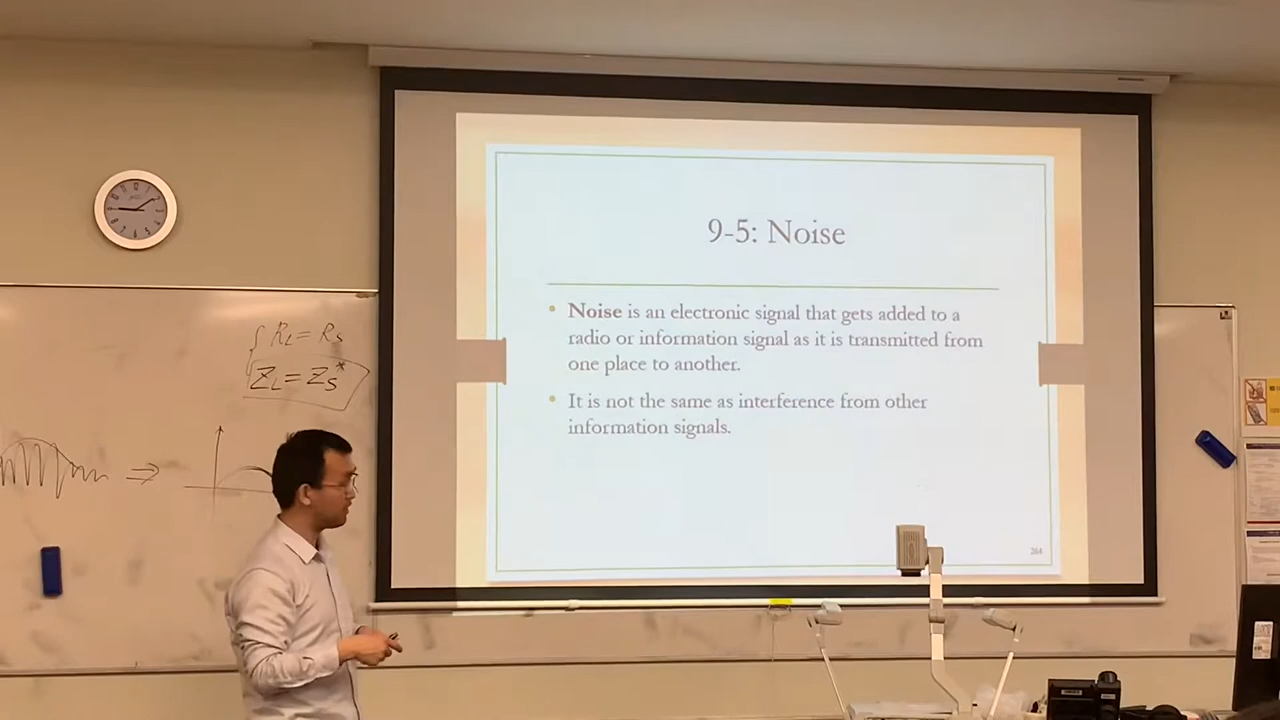 9-5: Noise
Noise is an electronic signal that gets added to a
radio or information signal as it is transmitted from
one place to another.
It is not the same as interference from other
information signals.
264
R_L = R_S
Z_L = Z_S*